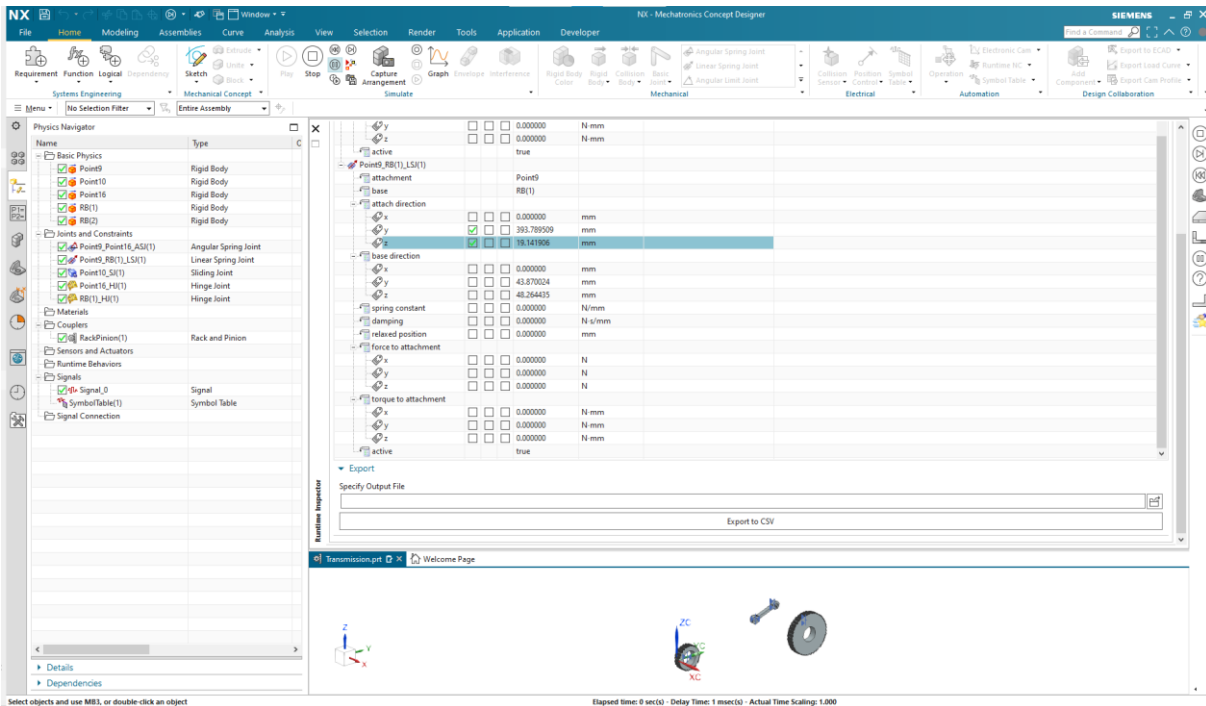 NX Window NX - Mechatronics Concept Designer SIEMENS
File Home Modeling Assemblies Curve Analysis View Selection Render Tools Application Developer Find a Command
Requirement Function Logical Dependency Sketch Extrude Unite Block Play Stop Capture Arrangement Graph Envelope Interference Rigid Body Color Rigid Body Collision Body Basic Joint Angular Spring Joint Linear Spring Joint Angular Limit Joint Collision Sensor Position Control Symbol Table Operation Electronic Cam Runtime NC Symbol Table Add Component Export to ECAD Export Load Curve Export Cam Profile
Systems Engineering Mechanical Concept Simulate Mechanical Electrical Automation Design Collaboration
Menu No Selection Filter Entire Assembly
Physics Navigator
Name Type C
Basic Physics
Point9 Rigid Body
Point10 Rigid Body
Point16 Rigid Body
RB(1) Rigid Body
RB(2) Rigid Body
Joints and Constraints
Point9_Point16_ASJ(1) Angular Spring Joint
Point9_RB(1)_LSJ(1) Linear Spring Joint
Point10_SJ(1) Sliding Joint
Point16_HJ(1) Hinge Joint
RB(1)_HJ(1) Hinge Joint
Materials
Couplers
RackPinion(1) Rack and Pinion
Sensors and Actuators
Runtime Behaviors
Signals
Signal_0 Signal
SymbolTable(1) Symbol Table
Signal Connection
Details
Dependencies
y 0.000000 N·mm
z 0.000000 N·mm
active true
Point9_RB(1)_LSJ(1)
attachment Point9
base RB(1)
attach direction
x 0.000000 mm
y 393.789509 mm
z 19.141906 mm
base direction
x 0.000000 mm
y 43.870024 mm
z 48.264435 mm
spring constant 0.000000 N/mm
damping 0.000000 N·s/mm
relaxed position 0.000000 mm
force to attachment
x 0.000000 N
y 0.000000 N
z 0.000000 N
torque to attachment
x 0.000000 N·mm
y 0.000000 N·mm
z 0.000000 N·mm
active true
Export
Specify Output File
Export to CSV
Runtime Inspector
Transmission.prt Welcome Page
Z
Y
X
ZC
YC
XC
Select objects and use MB3, or double-click an object Elapsed time: 0 sec(s) - Delay Time: 1 msec(s) - Actual Time Scaling: 1.000